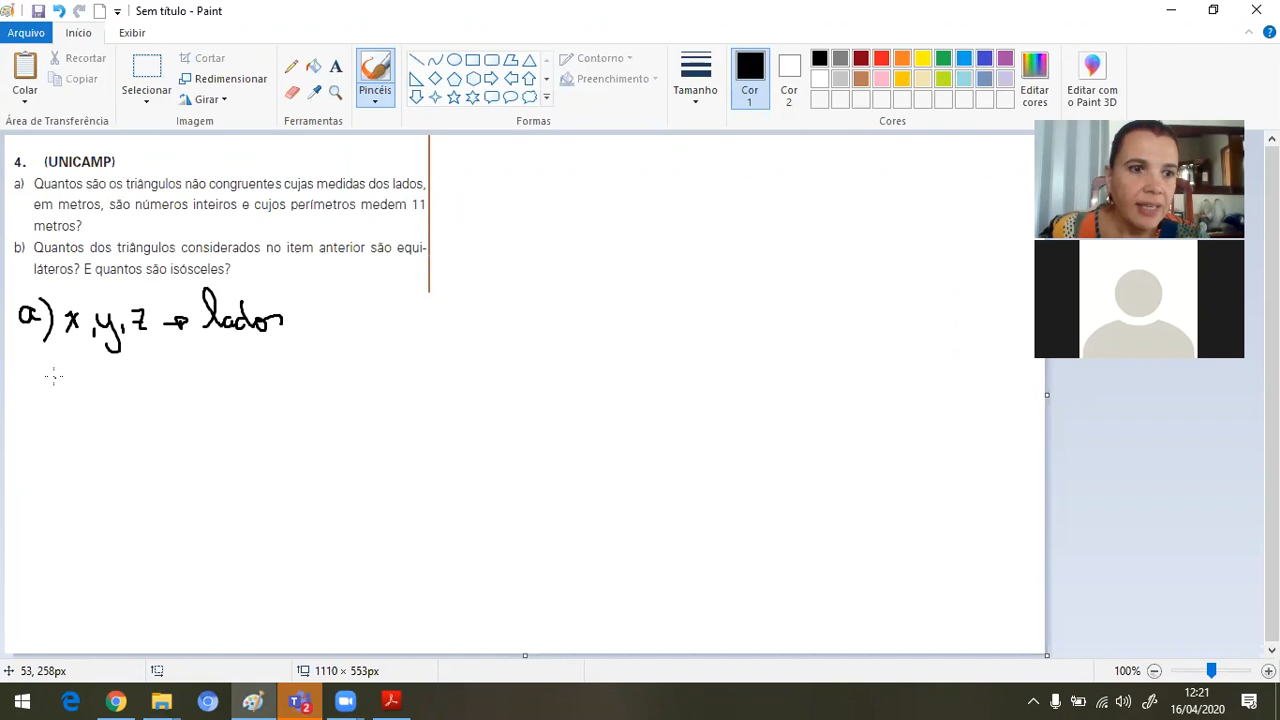 Sem título - Paint
Arquivo
Início
Exibir
Colar
Recortar
Copiar
Área de Transferência
Selecionar
Cortar
Redimensionar
Girar
Imagem
Ferramentas
Pincéis
Contorno
Preenchimento
Formas
Tamanho
Cor
1
Cor
2
Editar
cores
Editar com
o Paint 3D
Cores
4. (UNICAMP)
a) Quantos são os triângulos não congruentes cujas medidas dos lados,
em metros, são números inteiros e cujos perímetros medem 11
metros?
b) Quantos dos triângulos considerados no item anterior são equi-
láteros? E quantos são isósceles?
a) x, y, z → lados
53, 258px
1110 × 553px
100%
12:21
16/04/2020
2